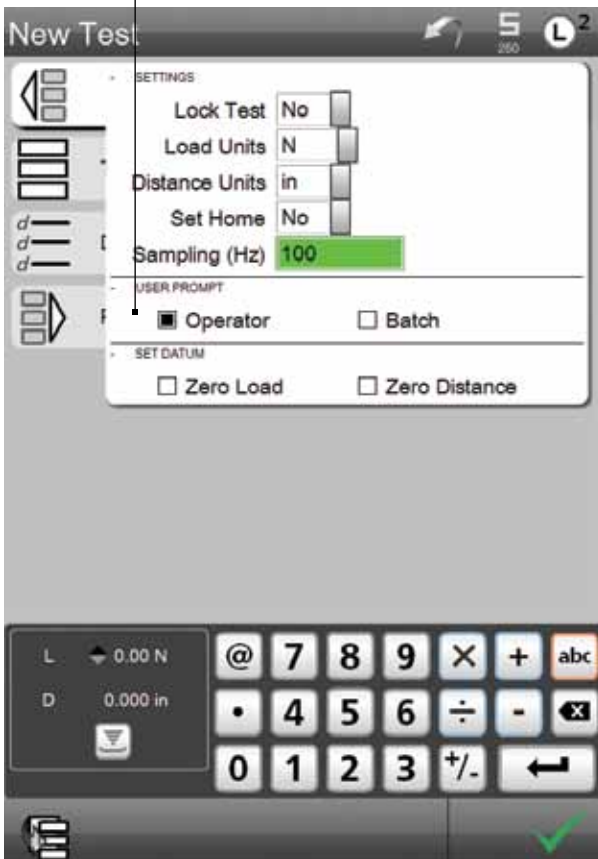 New Test
S
250
L 2
- SETTINGS
Lock Test No
Load Units N
Distance Units in
Set Home No
Sampling (Hz) 100
- USER PROMPT
Operator Batch
- SET DATUM
Zero Load Zero Distance
d
d
d
L 0.00 N
D 0.000 in
@ 7 8 9 × + abc
• 4 5 6 ÷ -
0 1 2 3 +/-